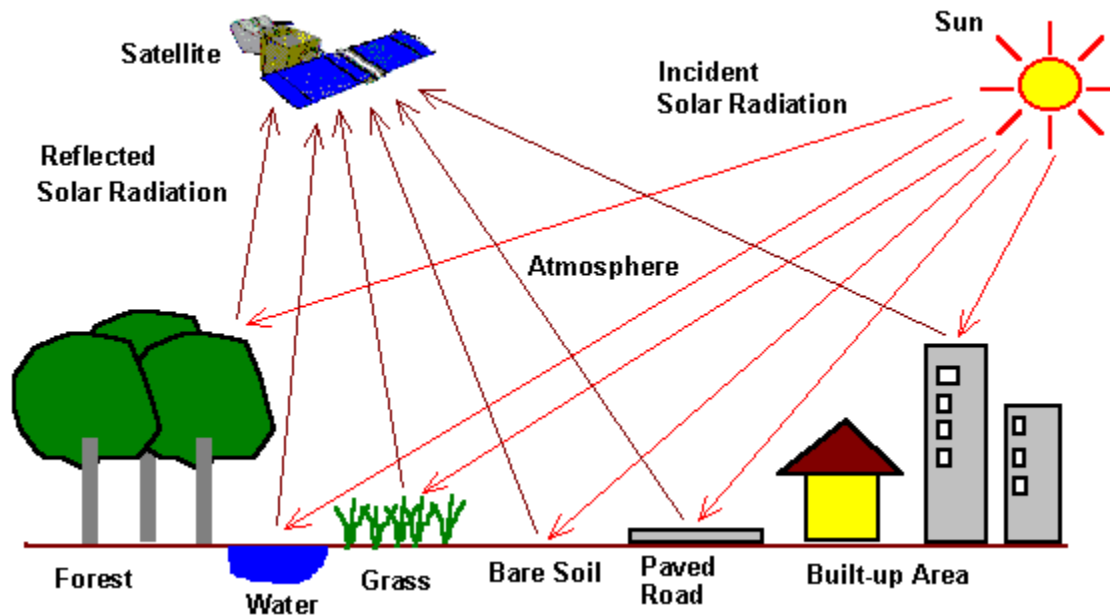 Sun
Satellite
Incident
Solar Radiation
Reflected
Solar Radiation
Atmosphere
Forest
Water
Grass
Bare Soil
Paved
Road
Built-up Area